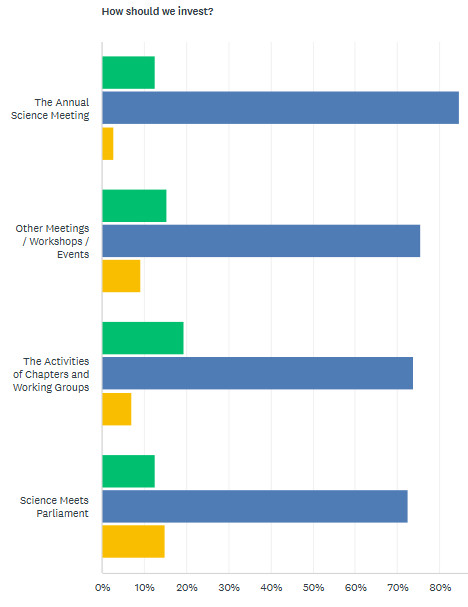 How should we invest?
The Annual
Science Meeting
Other Meetings
/ Workshops /
Events
The Activities
of Chapters and
Working Groups
Science Meets
Parliament
0% 10% 20% 30% 40% 50% 60% 70% 80%